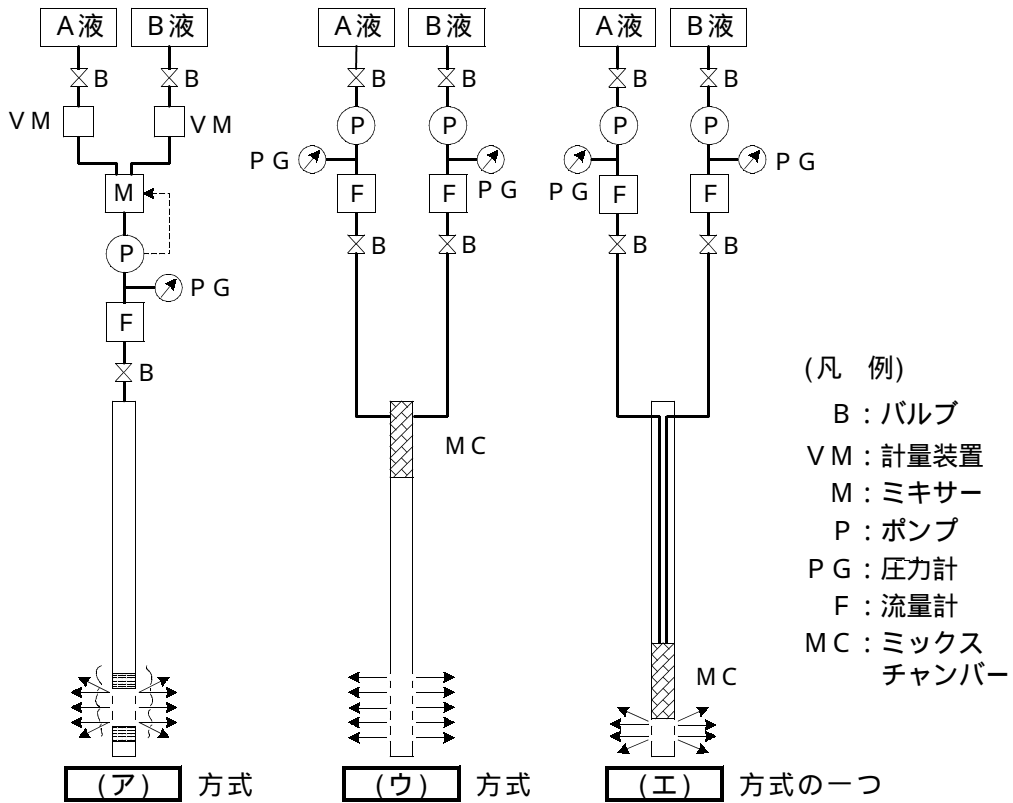 A液 B液 A液 B液 A液 B液
B B B B B B
VM VM P P P P
PG PG PG PG
M F F F F
B B B B
P
PG
F
B
MC
MC
(凡 例)
B:バルブ
VM:計量装置
M:ミキサー
P:ポンプ
PG:圧力計
F:流量計
MC:ミックス
チャンバー
(ア) 方式 (ウ) 方式 (エ) 方式の一つ